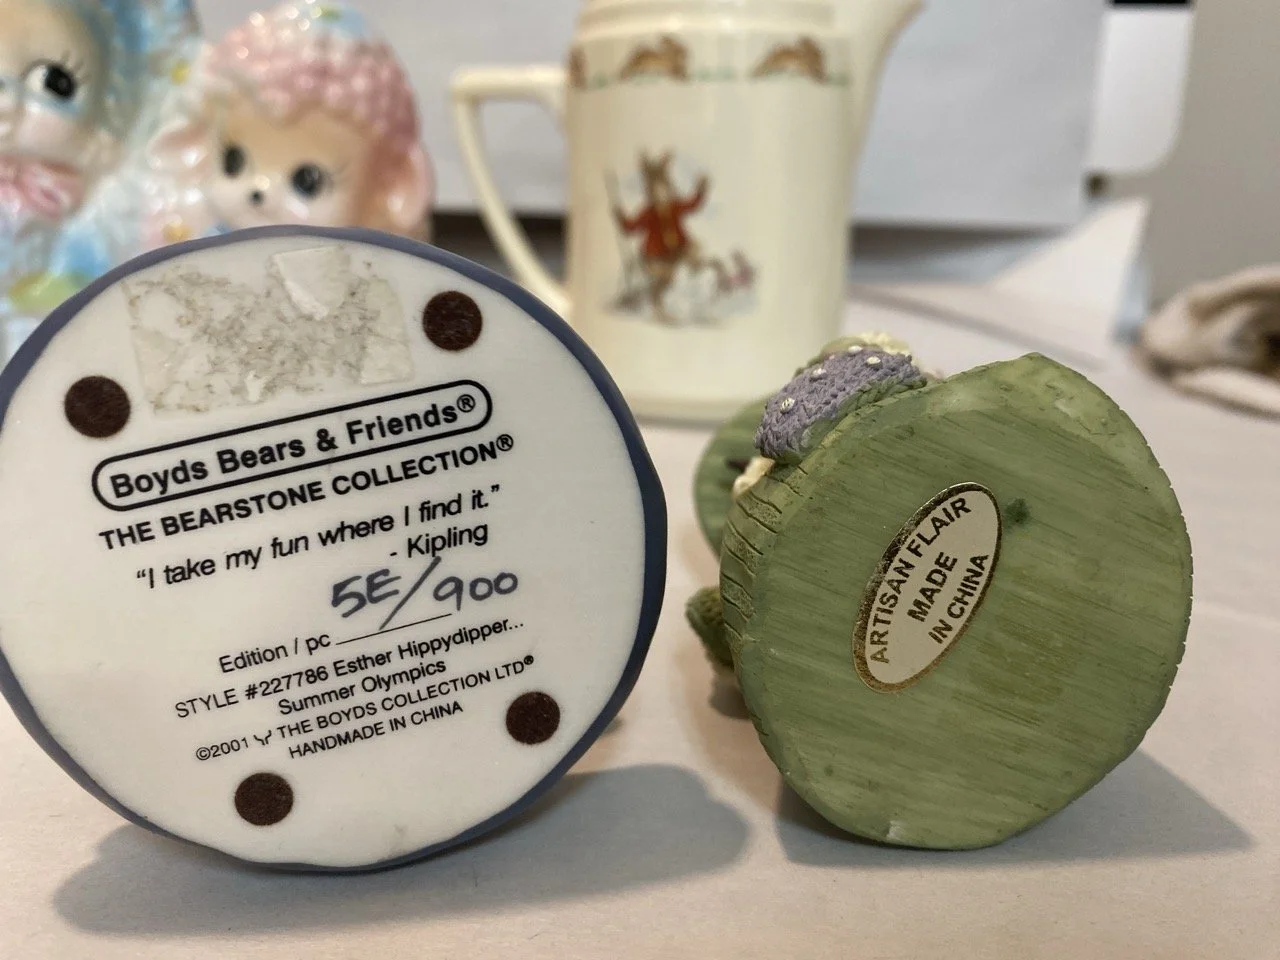 Boyds Bears & Friends®
THE BEARSTONE COLLECTION®
“I take my fun where I find it.”
- Kipling
5E/900
Edition / pc
STYLE #227786 Esther Hippydipper...
Summer Olympics
©2001 THE BOYDS COLLECTION LTD®
HANDMADE IN CHINA
ARTISAN FLAIR
MADE
IN CHINA